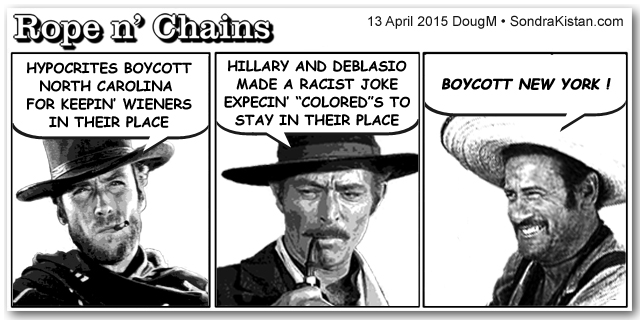 Rope n' Chains
13 April 2015 DougM • SondraKistan.com
HYPOCRITES BOYCOTT
NORTH CAROLINA
FOR KEEPIN' WIENERS
IN THEIR PLACE
HILLARY AND DEBLASIO
MADE A RACIST JOKE
EXPECIN' "COLORED"S TO
STAY IN THEIR PLACE
BOYCOTT NEW YORK !